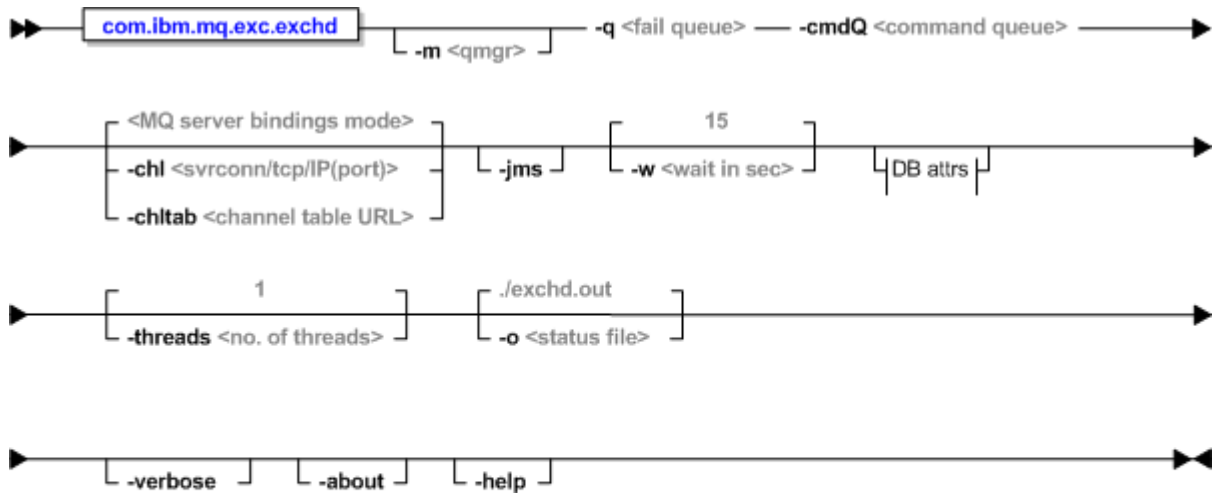 com.ibm.mq.exc.exchd
-m <qmgr>
-q <fail queue>
-cmdQ <command queue>
<MQ server bindings mode>
-chl <svrconn/tcp/IP(port)>
-chltab <channel table URL>
-jms
15
-w <wait in sec>
DB attrs
1
-threads <no. of threads>
./exchd.out
-o <status file>
-verbose
-about
-help